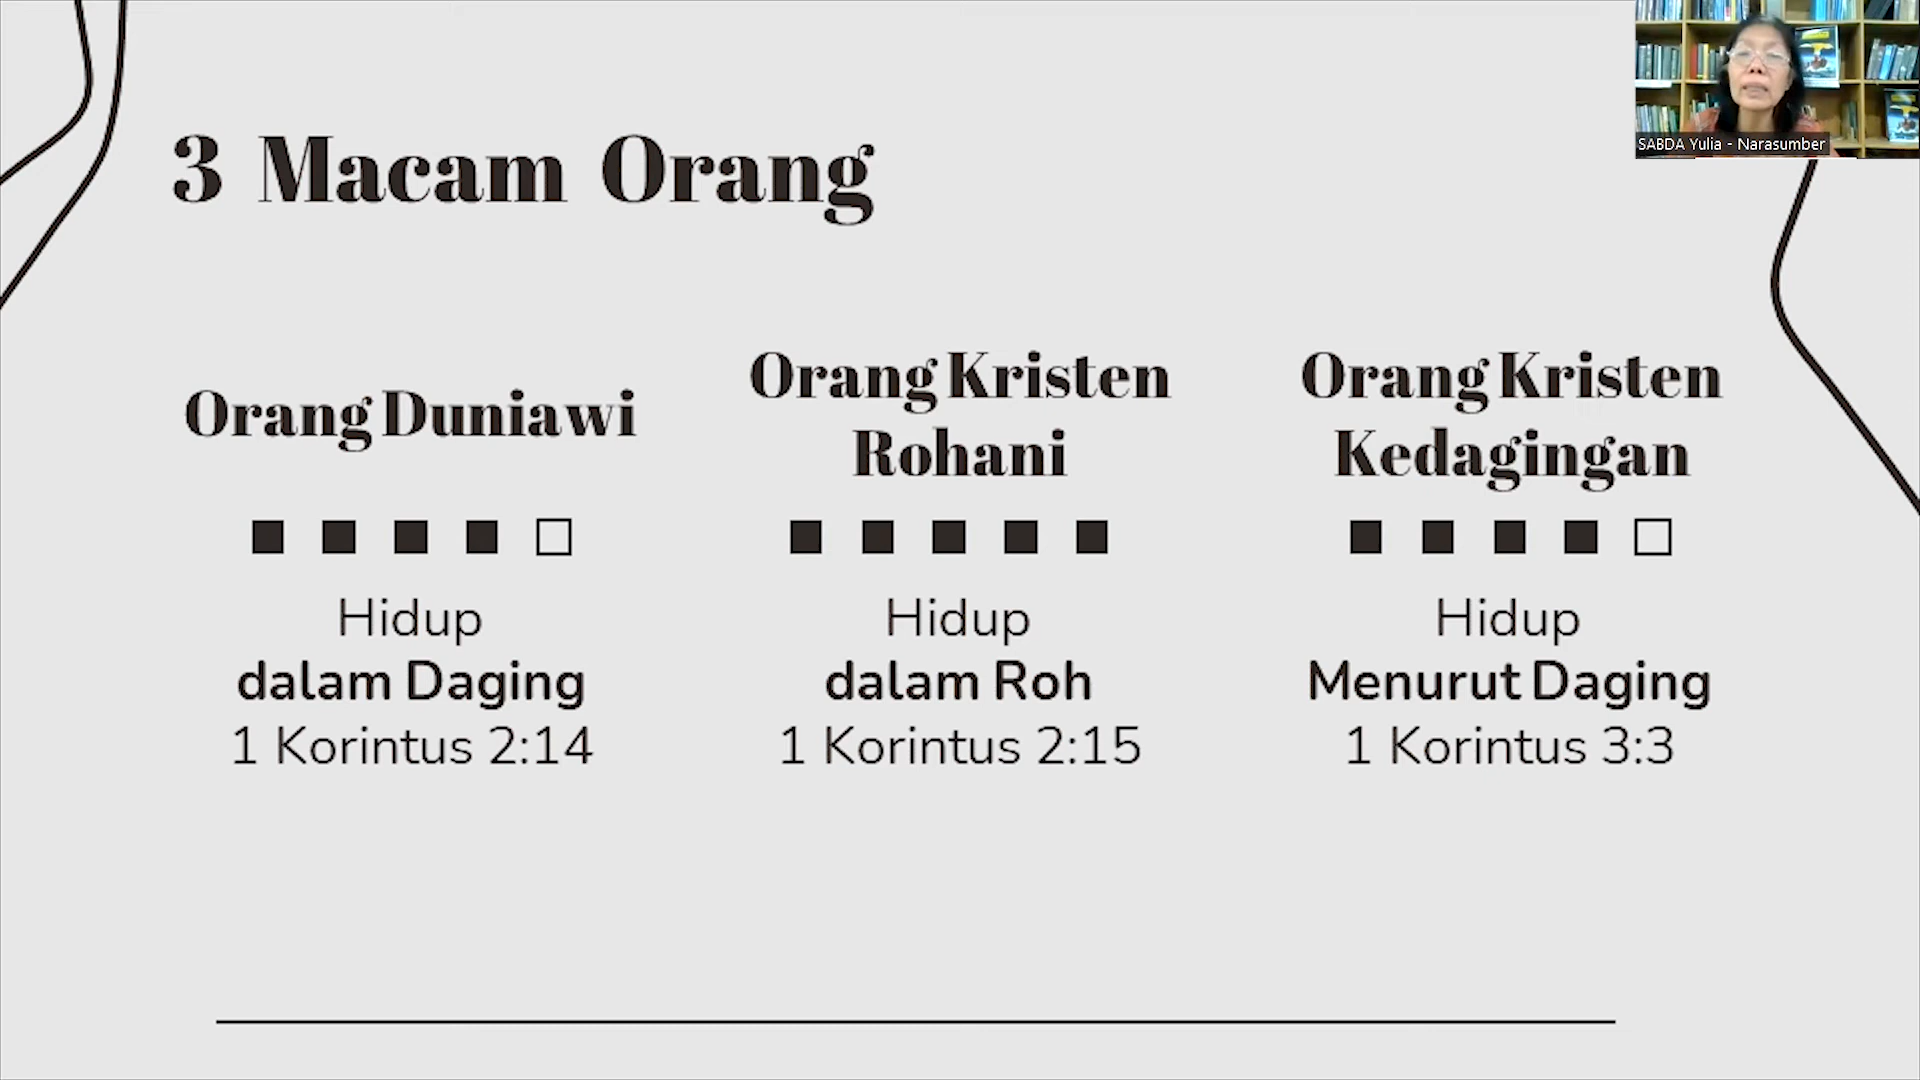 SABDA Yulia - Narasumber
3 Macam Orang
Orang Duniawi
Hidup
dalam Daging
1 Korintus 2:14
Orang Kristen
Rohani
Hidup
dalam Roh
1 Korintus 2:15
Orang Kristen
Kedagingan
Hidup
Menurut Daging
1 Korintus 3:3